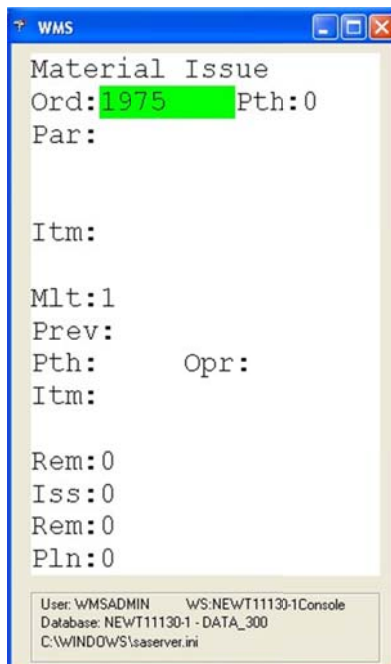 WMS
Material Issue
Ord:1975 Pth:0
Par:
Itm:
Mlt:1
Prev:
Pth: Opr:
Itm:
Rem:0
Iss:0
Rem:0
Pln:0
User: WMSADMIN WS:NEWT11130-1Console
Database: NEWT11130-1 - DATA_300
C:\WINDOWS\saserver.ini